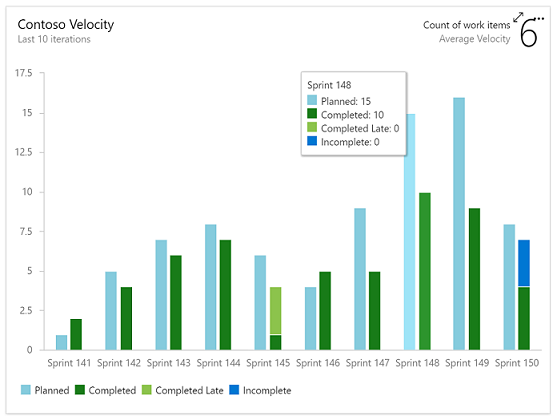 Contoso Velocity
Last 10 iterations
Count of work items
Average Velocity
6
17.5
15
12.5
10
7.5
5
2.5
0
Sprint 148
Planned: 15
Completed: 10
Completed Late: 0
Incomplete: 0
Sprint 141 Sprint 142 Sprint 143 Sprint 144 Sprint 145 Sprint 146 Sprint 147 Sprint 148 Sprint 149 Sprint 150
Planned Completed Completed Late Incomplete